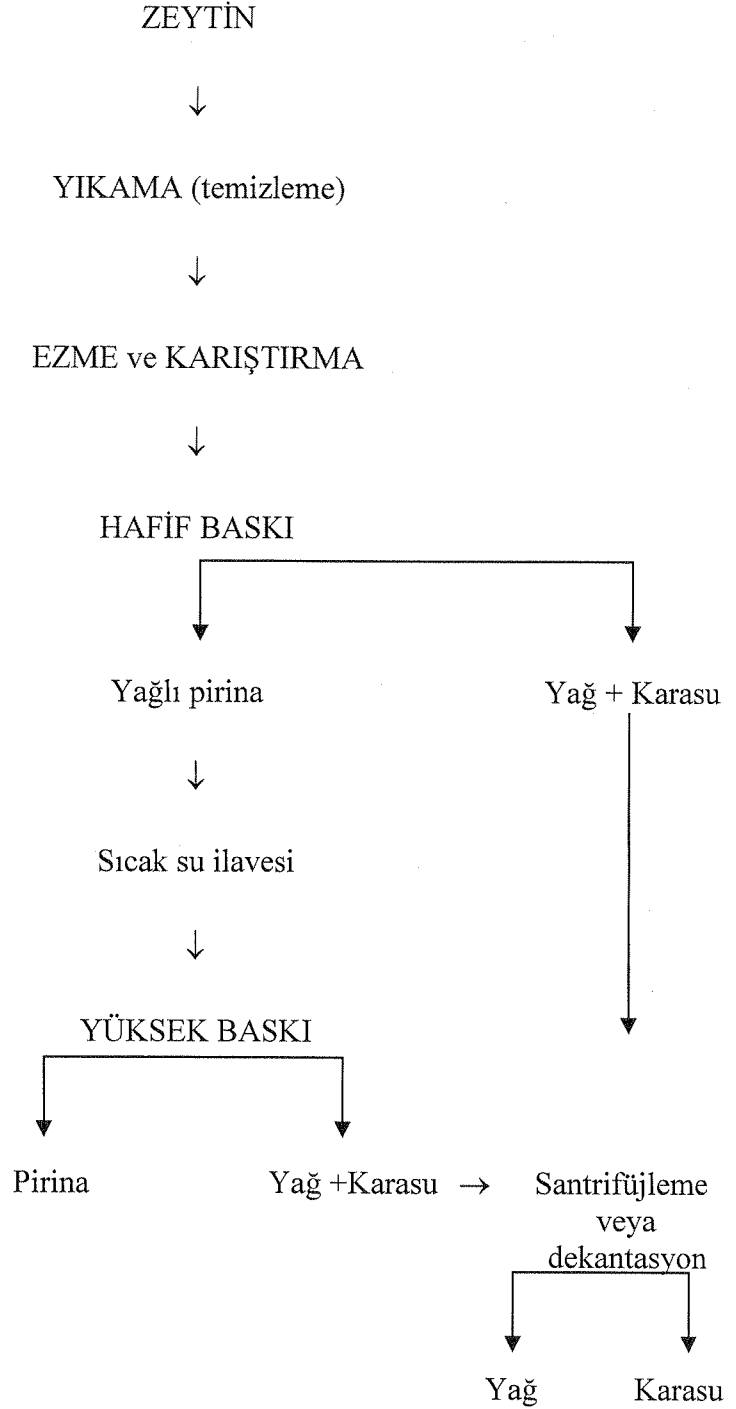 ZEYTİN
↓
YIKAMA (temizleme)
↓
EZME ve KARIŞTIRMA
↓
HAFİF BASKI
Yağlı pirina
Yağ + Karasu
↓
Sıcak su ilavesi
↓
YÜKSEK BASKI
Pirina
Yağ +Karasu →
Santrifüjleme
veya
dekantasyon
Yağ
Karasu